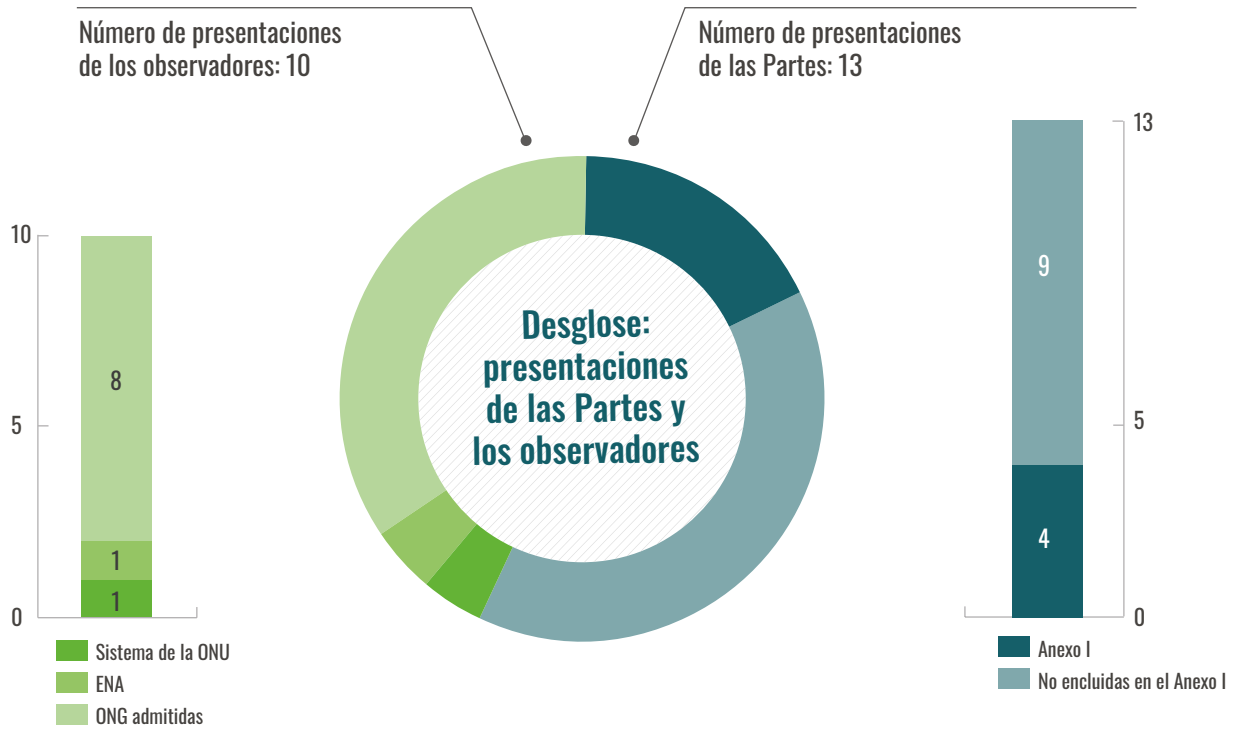 Número de presentaciones
de los observadores: 10
Número de presentaciones
de las Partes: 13
10
5
0
8
1
1
Sistema de la ONU
ENA
ONG admitidas
Desglose:
presentaciones
de las Partes y
los observadores
13
5
0
9
4
Anexo I
No encluidas en el Anexo I